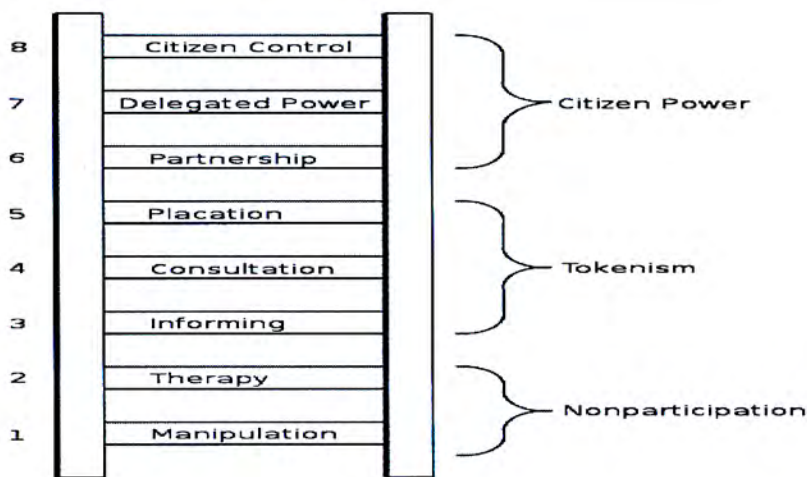 8 Citizen Control
7 Delegated Power Citizen Power
6 Partnership
5 Placation
4 Consultation Tokenism
3 Informing
2 Therapy
Nonparticipation
1 Manipulation